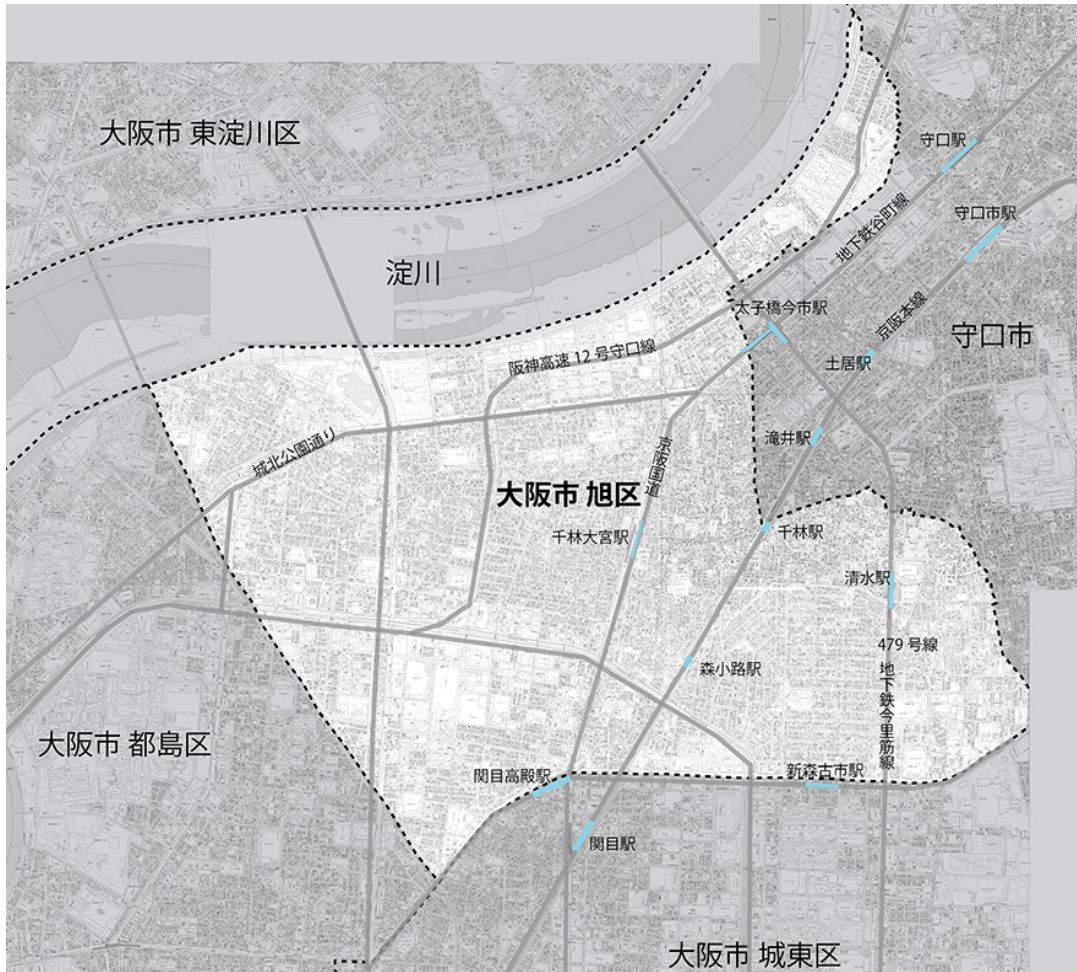 大阪市 東淀川区
守口駅
守口市駅
地下鉄谷町線
淀川
太子橋今市駅
京阪本線
守口市
土居駅
阪神高速 12 号守口線
滝井駅
城北公園通り
京阪国道
大阪市 旭区
千林大宮駅
千林駅
清水駅
479 号線
森小路駅
地下鉄今里筋線
大阪市 都島区
関目高殿駅
新森古市駅
関目駅
大阪市 城東区